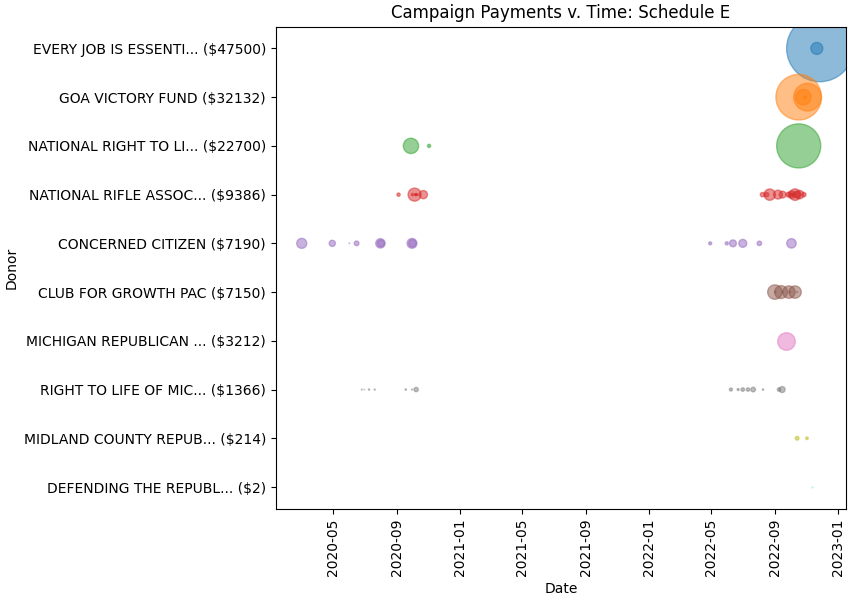 Campaign Payments v. Time: Schedule E
EVERY JOB IS ESSENTI... ($47500)
GOA VICTORY FUND ($32132)
NATIONAL RIGHT TO LI... ($22700)
NATIONAL RIFLE ASSOC... ($9386)
CONCERNED CITIZEN ($7190)
CLUB FOR GROWTH PAC ($7150)
MICHIGAN REPUBLICAN ... ($3212)
RIGHT TO LIFE OF MIC... ($1366)
MIDLAND COUNTY REPUB... ($214)
DEFENDING THE REPUBL... ($2)
Donor
2020-05
2020-09
2021-01
2021-05
2021-09
2022-01
2022-05
2022-09
2023-01
Date